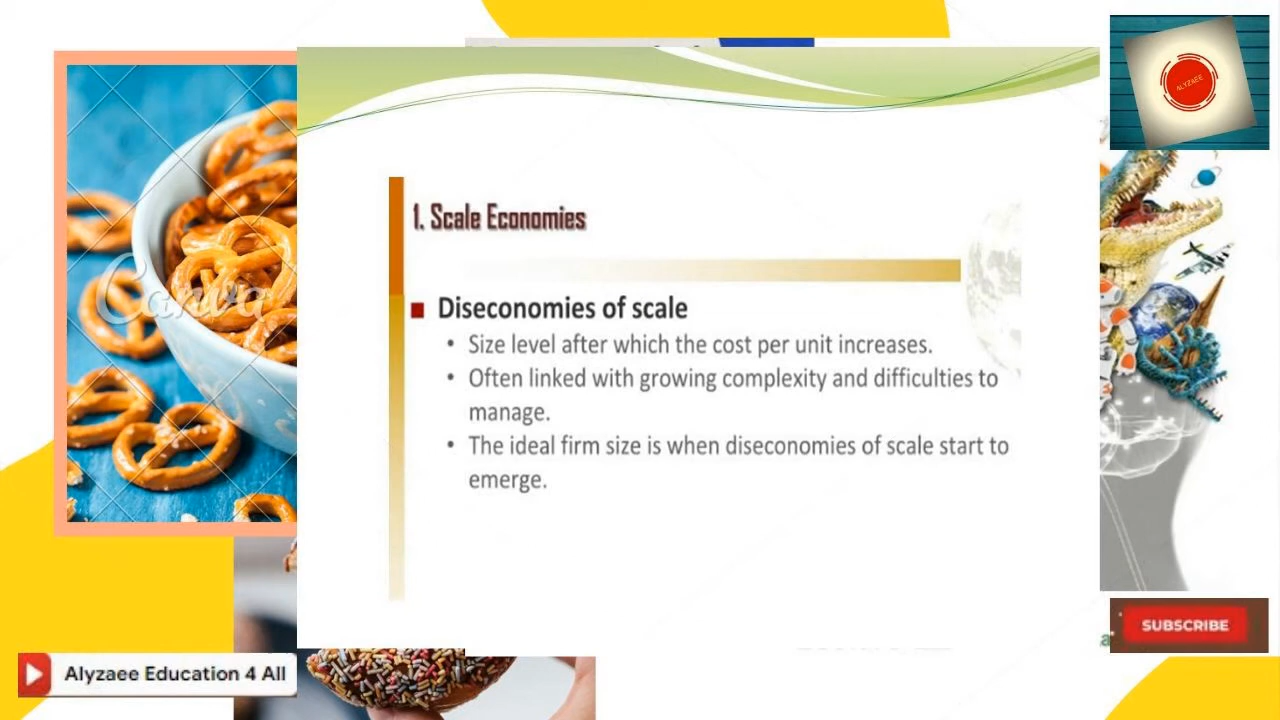 ALYZAEE
1. Scale Economies
Diseconomies of scale
• Size level after which the cost per unit increases.
• Often linked with growing complexity and difficulties to
manage.
• The ideal firm size is when diseconomies of scale start to
emerge.
Canva
SUBSCRIBE
Alyzaee Education 4 All